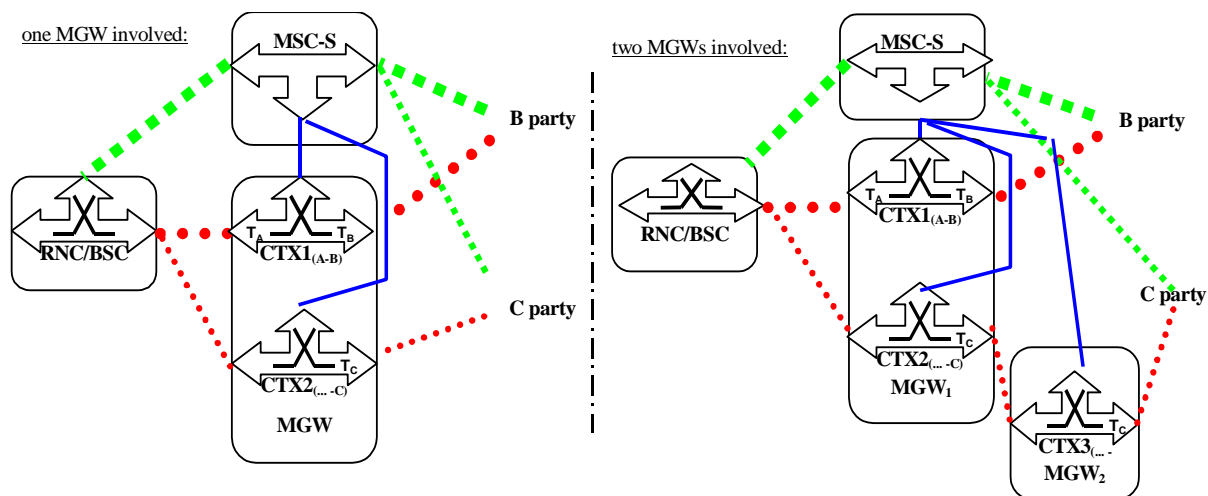 one MGW involved:
MSC-S
B party
RNC/BSC
TA TB
CTX1(A-B)
C party
TC
CTX2(... -C)
MGW
two MGWs involved:
MSC-S
B party
RNC/BSC
TA TB
CTX1(A-B)
C party
TC
CTX2(... -C)
MGW1
TC
CTX3(... -
MGW2